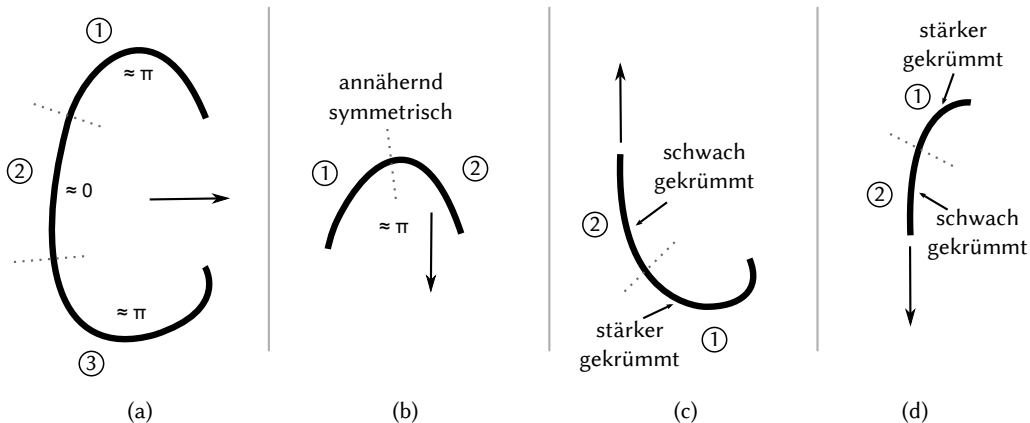 ①
≈ π
②
≈ 0
≈ π
③
(a)
annähernd
symmetrisch
①
②
≈ π
(b)
schwach
gekrümmt
②
stärker
gekrümmt
①
(c)
stärker
gekrümmt
①
②
schwach
gekrümmt
(d)